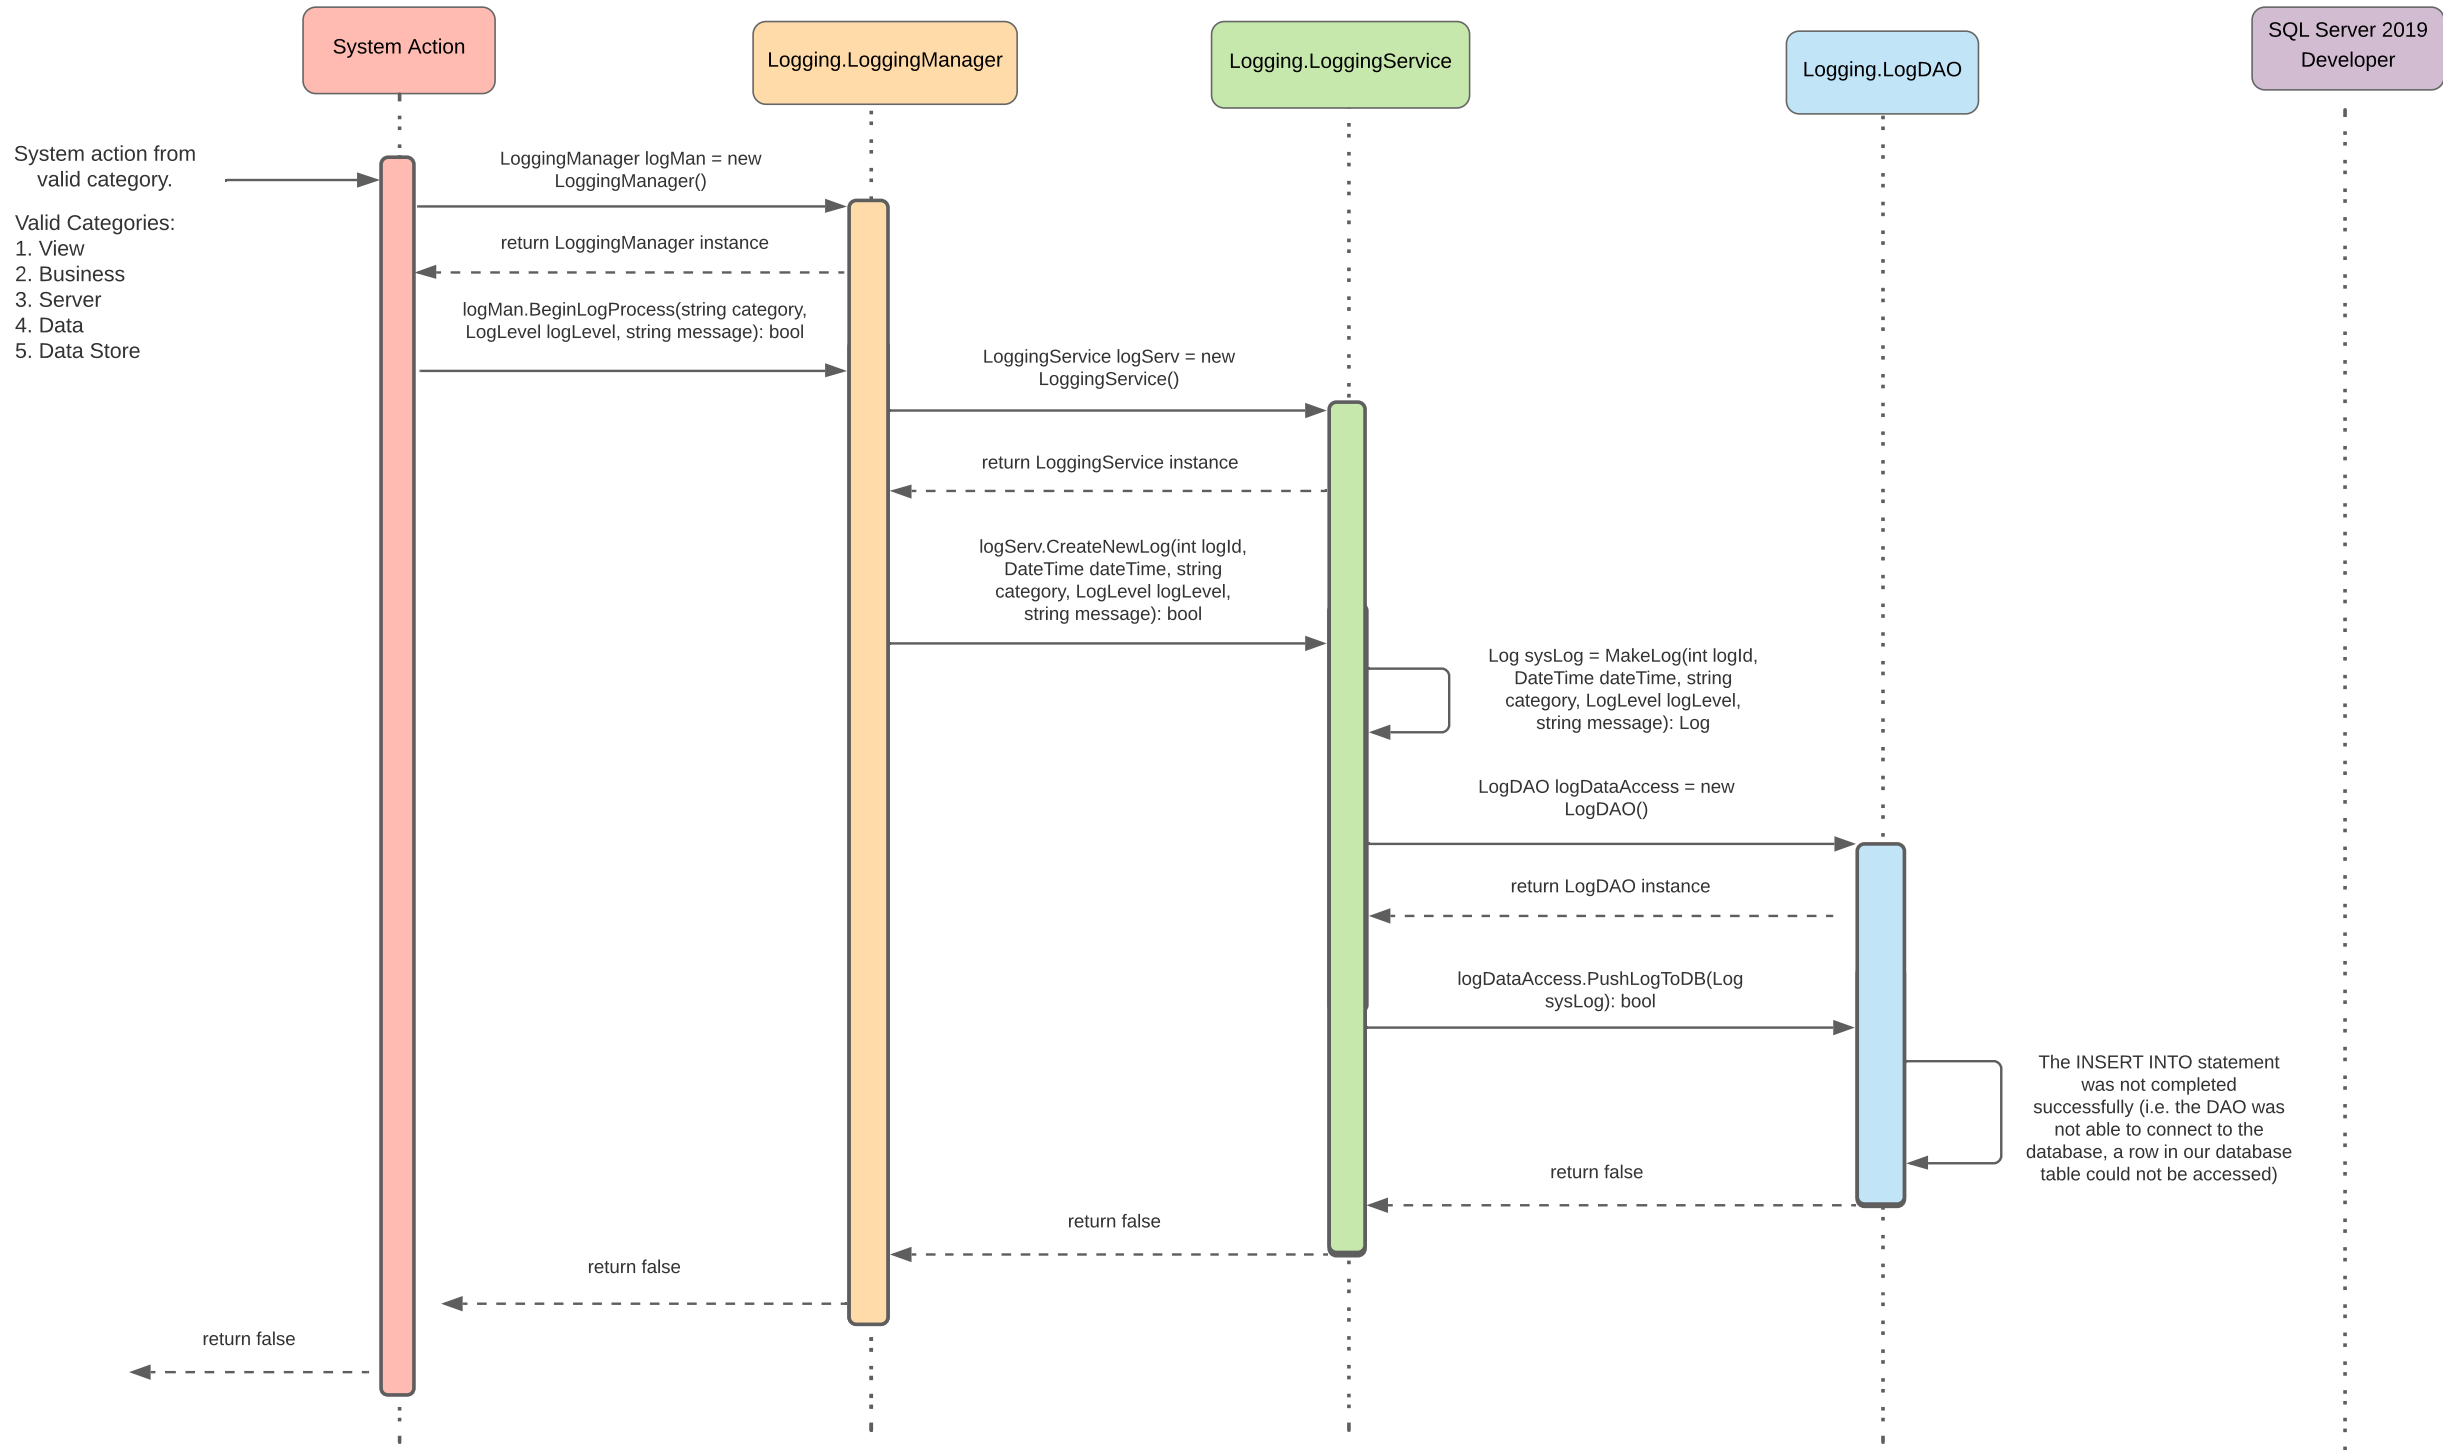 System Action
Logging.LoggingManager
Logging.LoggingService
Logging.LogDAO
SQL Server 2019
Developer
System action from
valid category.
Valid Categories:
1. View
2. Business
3. Server
4. Data
5. Data Store
LoggingManager logMan = new
LoggingManager()
return LoggingManager instance
logMan.BeginLogProcess(string category,
LogLevel logLevel, string message): bool
LoggingService logServ = new
LoggingService()
return LoggingService instance
logServ.CreateNewLog(int logId,
DateTime dateTime, string
category, LogLevel logLevel,
string message): bool
Log sysLog = MakeLog(int logId,
DateTime dateTime, string
category, LogLevel logLevel,
string message): Log
LogDAO logDataAccess = new
LogDAO()
return LogDAO instance
logDataAccess.PushLogToDB(Log
sysLog): bool
The INSERT INTO statement
was not completed
successfully (i.e. the DAO was
not able to connect to the
database, a row in our database
table could not be accessed)
return false
return false
return false
return false